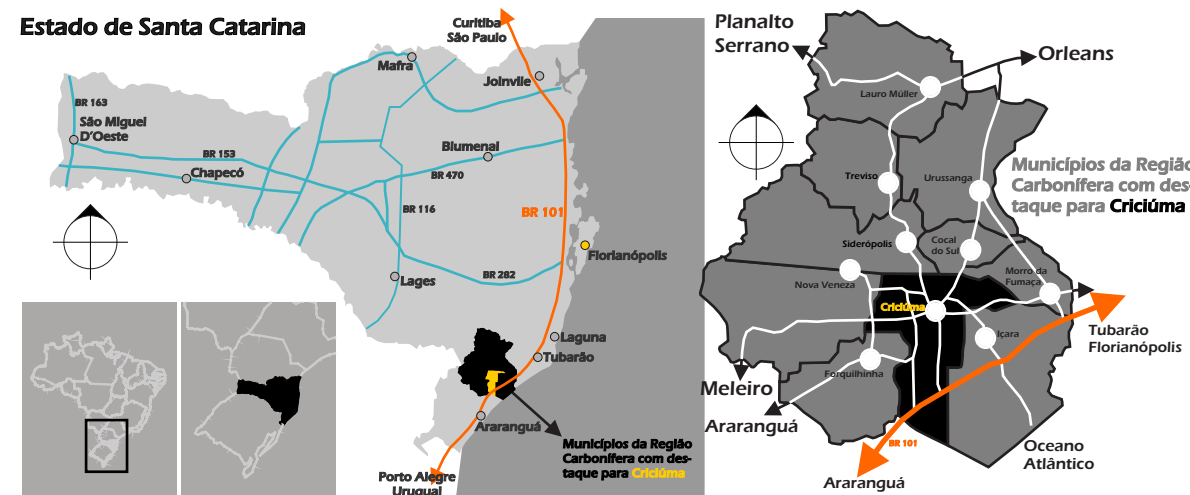 Estado de Santa Catarina
Curitiba
São Paulo
Mafra
Joinvile
BR 163
São Miguel
D'Oeste
BR 153
Chapecó
Blumenal
BR 470
BR 116
BR 101
Florianópolis
BR 282
Lages
Laguna
Tubarão
Araranguá
Municípios da Região
Carbonífera com des-
taque para Criciúma
Porto Alegre
Uruguai
Planalto
Serrano
Orleans
Lauro Müller
Municípios da Região
Carbonífera com des-
taque para Criciúma
Treviso
Urussanga
Siderópolis
Cocal
do Sul
Morro da
Fumaça
Nova Veneza
Criciúma
Içara
Tubarão
Florianópolis
Forquilhinha
Meleiro
Araranguá
BR 101
Oceano
Atlântico
Araranguá